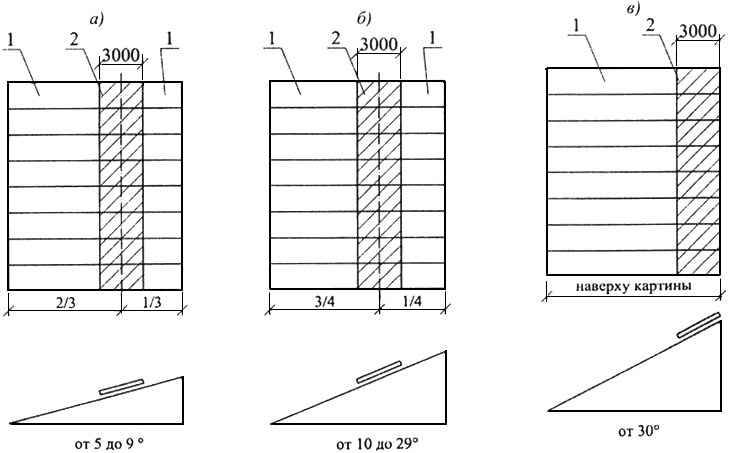 а) б) в)
1 2 3000 1
1 2 3000 1
1 2 3000
2/3 1/3
3/4 1/4
наверху картины
от 5 до 9 °
от 10 до 29°
от 30°